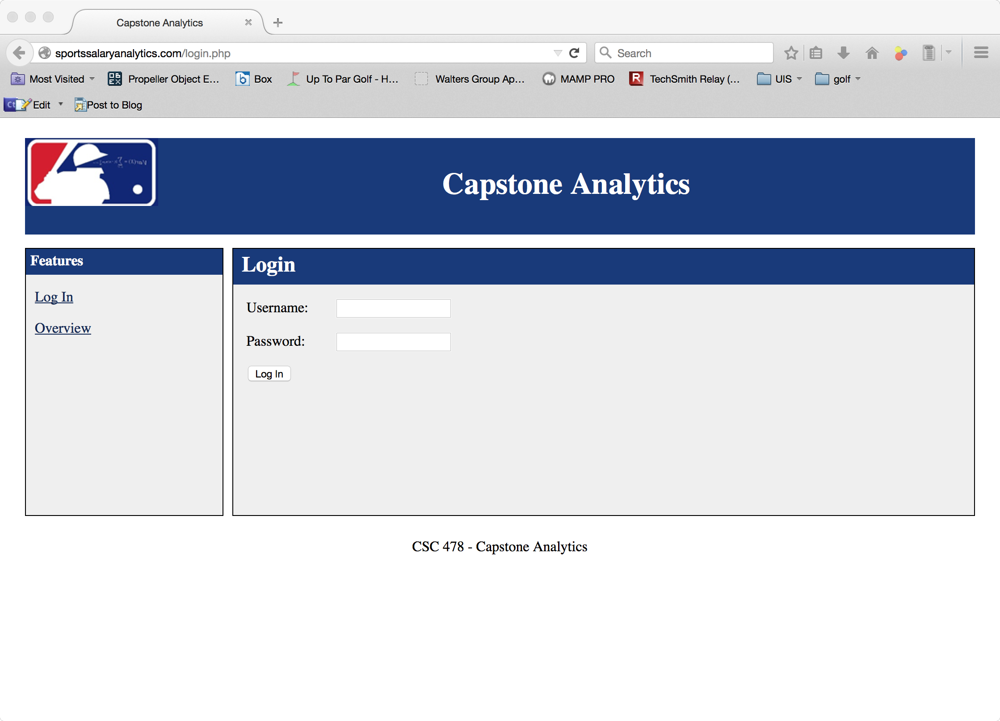 Capstone Analytics
sportssalaryanalytics.com/login.php
Search
Most Visited
Propeller Object E...
Box
Up To Par Golf - H...
Walters Group Ap...
MAMP PRO
TechSmith Relay (...
UIS
golf
Edit
Post to Blog
Capstone Analytics
Features
Log In
Overview
Login
Username:
Password:
Log In
CSC 478 - Capstone Analytics